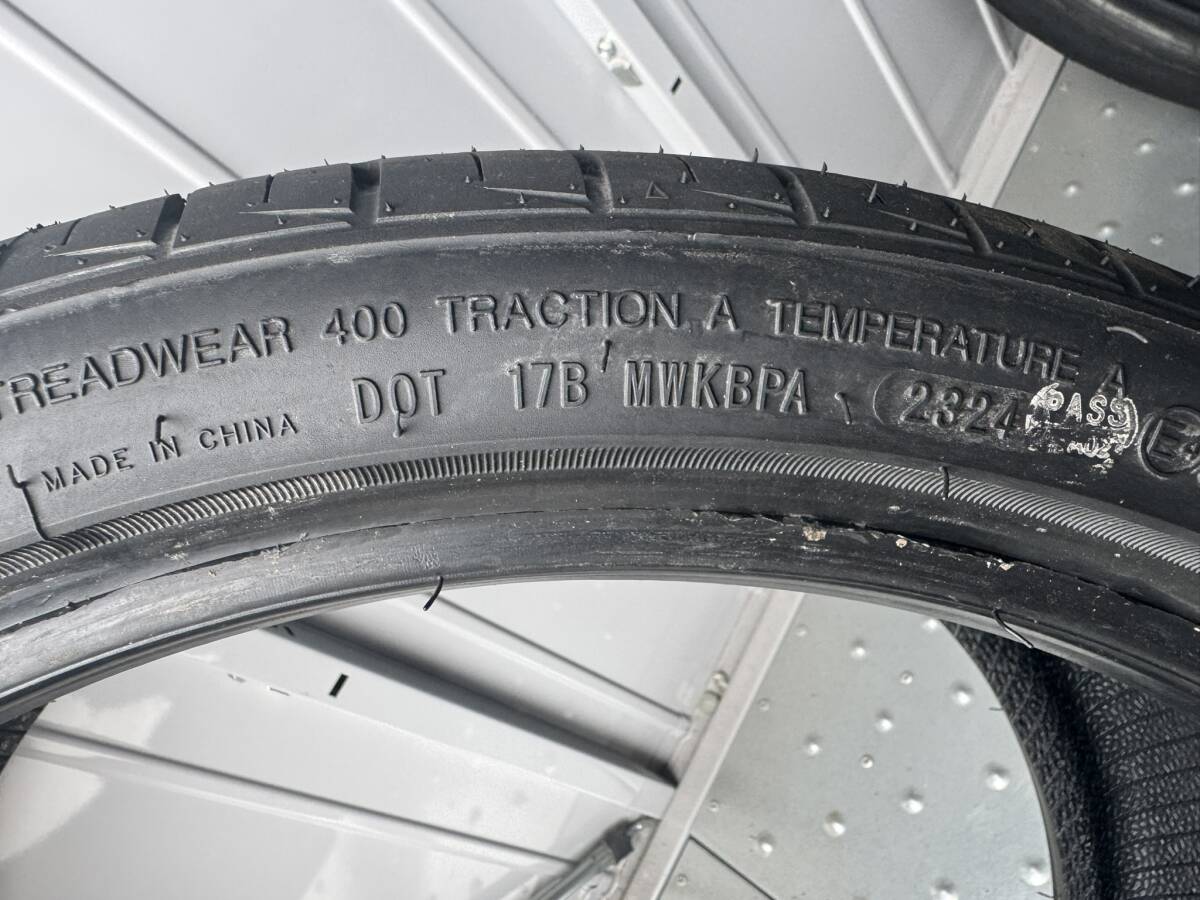 TREADWEAR 400 TRACTION A TEMPERATURE A
MADE IN CHINA DOT 17B MWKBPA 2324 PASS E